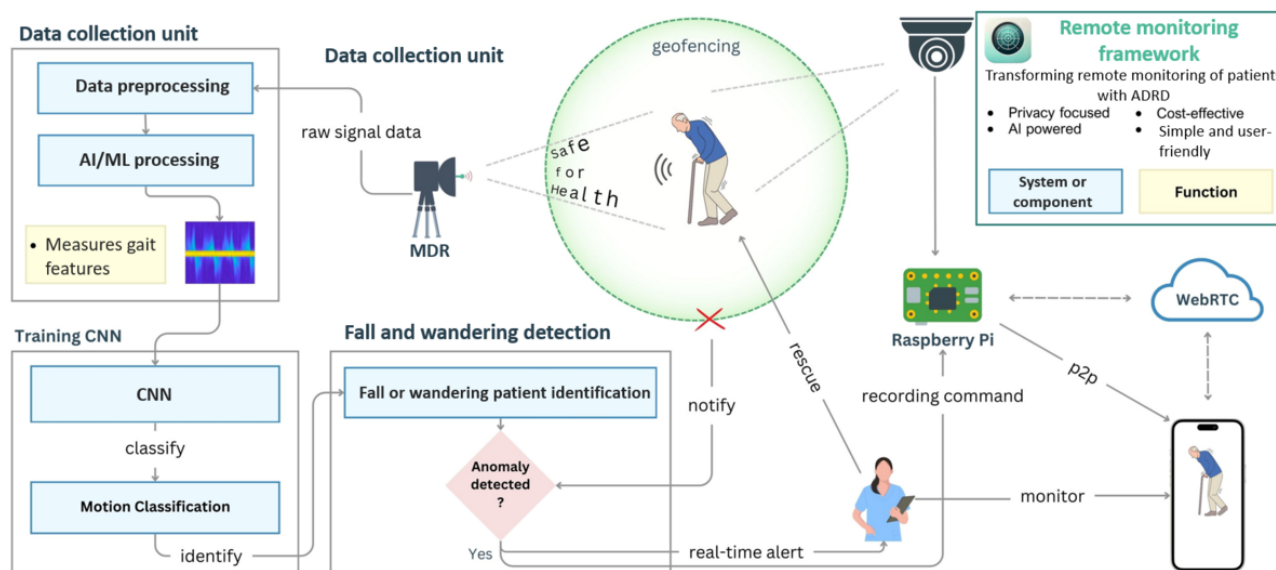 Data collection unit
Data preprocessing
AI/ML processing
• Measures gait
features
Data collection unit
raw signal data
MDR
geofencing
Safe
for
Health
Remote monitoring
framework
Transforming remote monitoring of patient
with ADRD
• Privacy focused
• AI powered
• Cost-effective
• Simple and user-
friendly
System or
component
Function
Training CNN
CNN
classify
Motion Classification
identify
Fall and wandering detection
Fall or wandering patient identification
Anomaly
detected
?
Yes
notify
real-time alert
rescue
Raspberry Pi
recording command
WebRTC
p2p
monitor